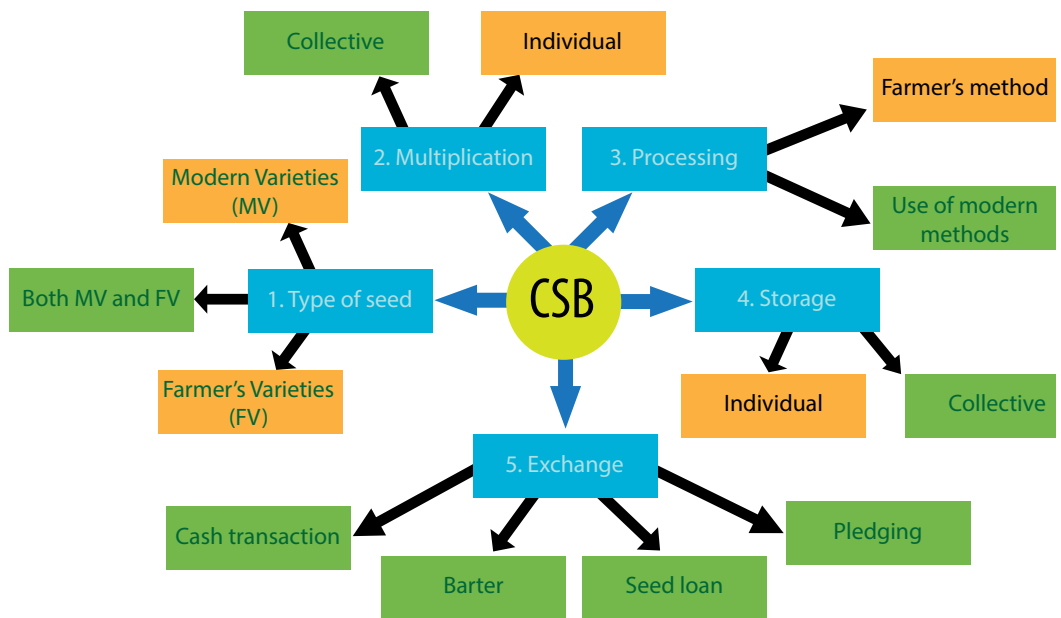 Collective
Individual
Farmer's method
2. Multiplication
3. Processing
Modern Varieties
(MV)
Use of modern
methods
Both MV and FV
1. Type of seed
CSB
4. Storage
Farmer's Varieties
(FV)
Individual
Collective
5. Exchange
Cash transaction
Pledging
Barter
Seed loan